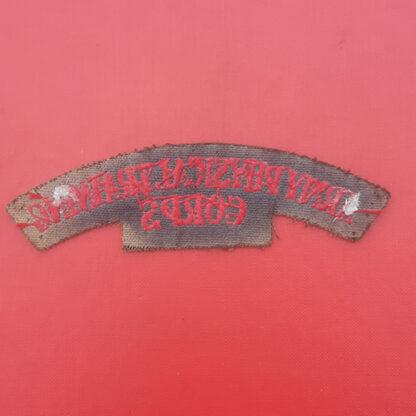 ARMY PHYSICAL TRAINING
CORPS